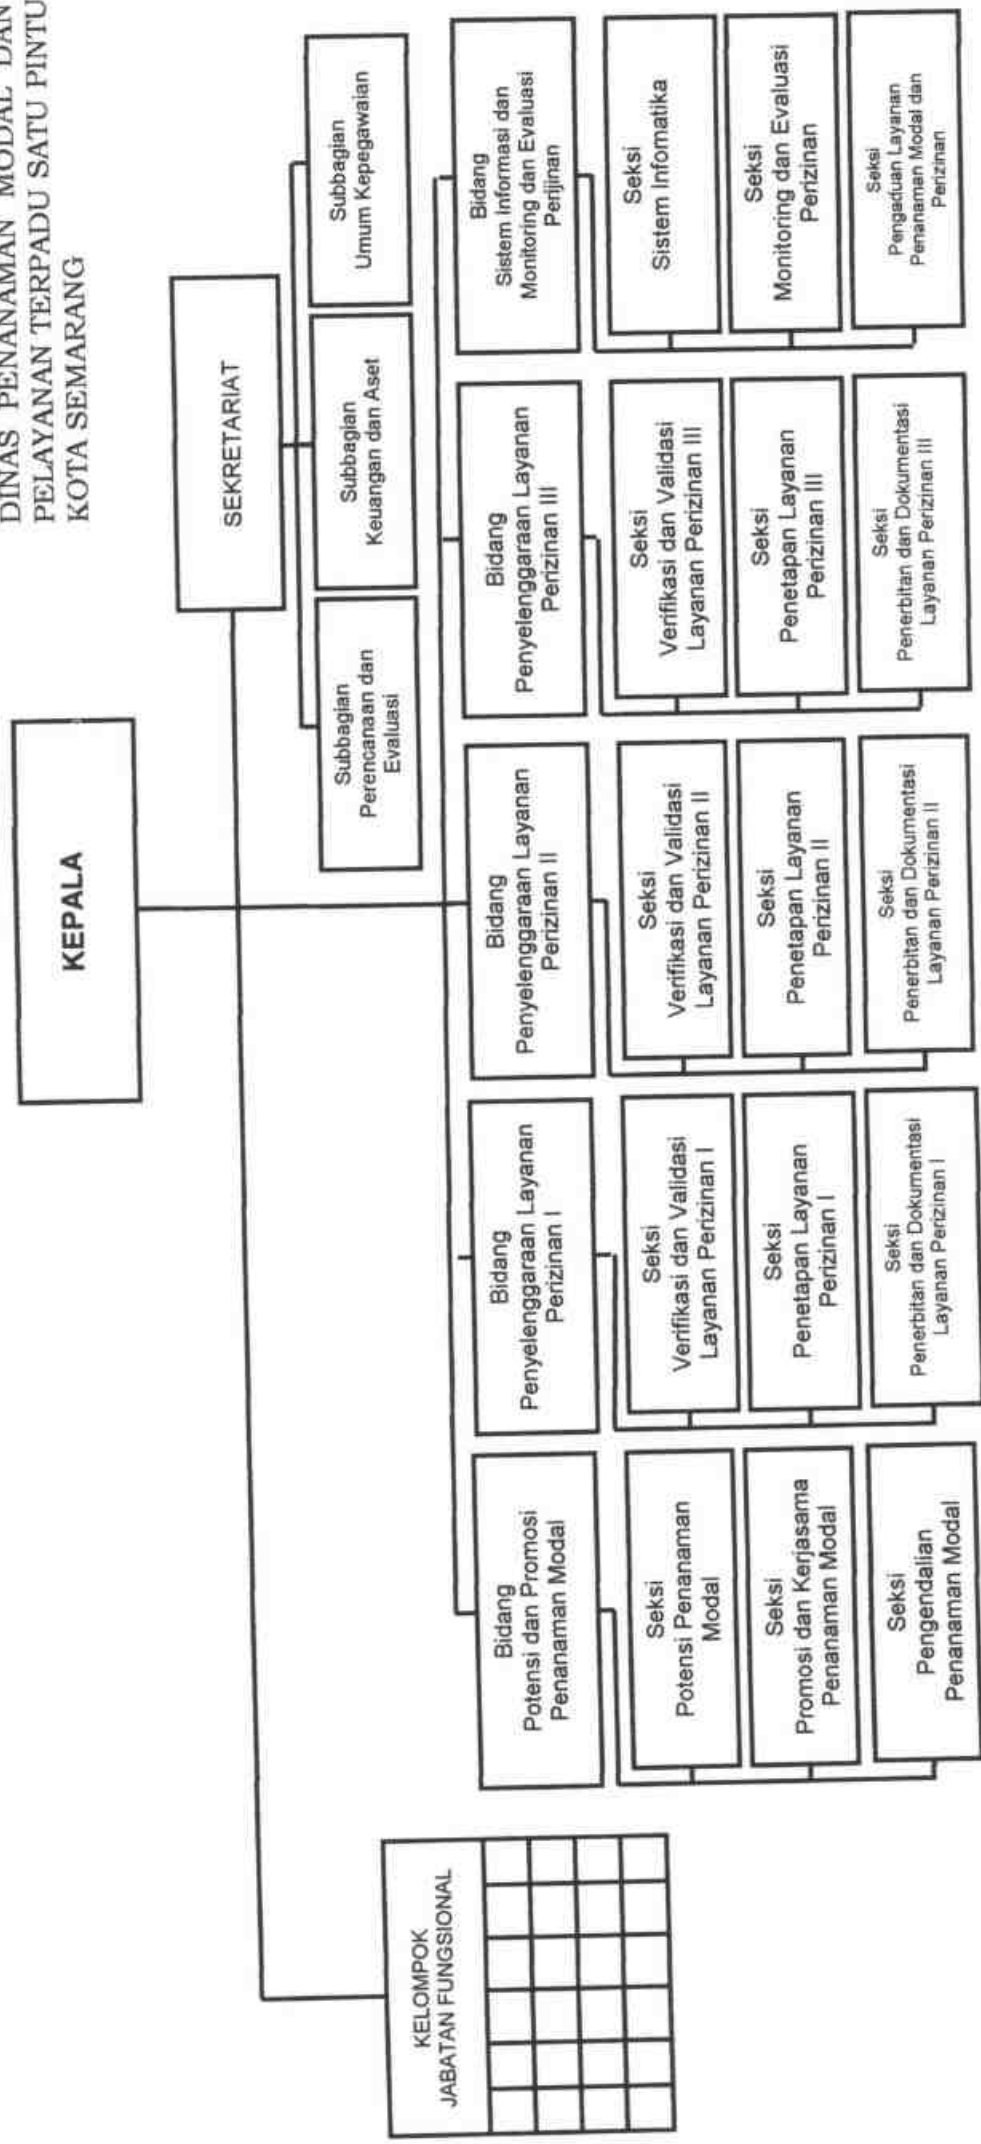 DINAS PENANAMAN MODAL DAN
PELAYANAN TERPADU SATU PINTU
KOTA SEMARANG
KEPALA
SEKRETARIAT
Subbagian
Perencanaan dan
Evaluasi
Subbagian
Keuangan dan Aset
Subbagian
Umum Kepegawaian
KELOMPOK
JABATAN FUNGSIONAL
Bidang
Potensi dan Promosi
Penanaman Modal
Seksi
Potensi Penanaman
Modal
Seksi
Promosi dan Kerjasama
Penanaman Modal
Seksi
Pengendalian
Penanaman Modal
Bidang
Penyelenggaraan Layanan
Perizinan I
Seksi
Verifikasi dan Validasi
Layanan Perizinan I
Seksi
Penetapan Layanan
Perizinan I
Seksi
Penerbitan dan Dokumentasi
Layanan Perizinan I
Bidang
Penyelenggaraan Layanan
Perizinan II
Seksi
Verifikasi dan Validasi
Layanan Perizinan II
Seksi
Penetapan Layanan
Perizinan II
Seksi
Penerbitan dan Dokumentasi
Layanan Perizinan II
Bidang
Penyelenggaraan Layanan
Perizinan III
Seksi
Verifikasi dan Validasi
Layanan Perizinan III
Seksi
Penetapan Layanan
Perizinan III
Seksi
Penerbitan dan Dokumentasi
Layanan Perizinan III
Bidang
Sistem Informasi dan
Monitoring dan Evaluasi
Perijinan
Seksi
Sistem Informatika
Seksi
Monitoring dan Evaluasi
Perizinan
Seksi
Pengaduan Layanan
Penanaman Modal dan
Perizinan